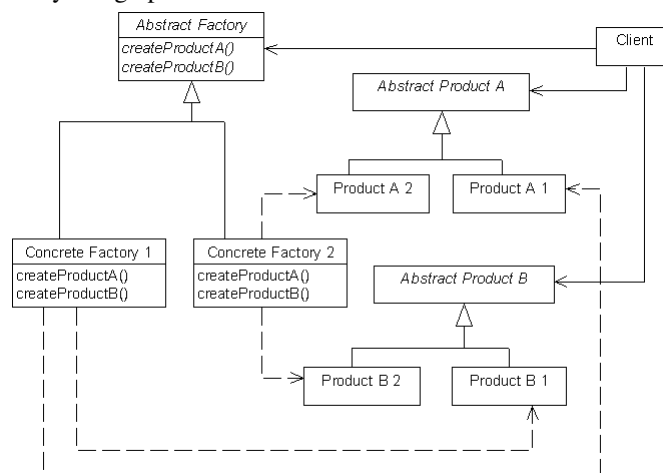 Abstract Factory
createProductA()
createProductB()
Client
Abstract Product A
Product A 2
Product A 1
Concrete Factory 1
createProductA()
createProductB()
Concrete Factory 2
createProductA()
createProductB()
Abstract Product B
Product B 2
Product B 1